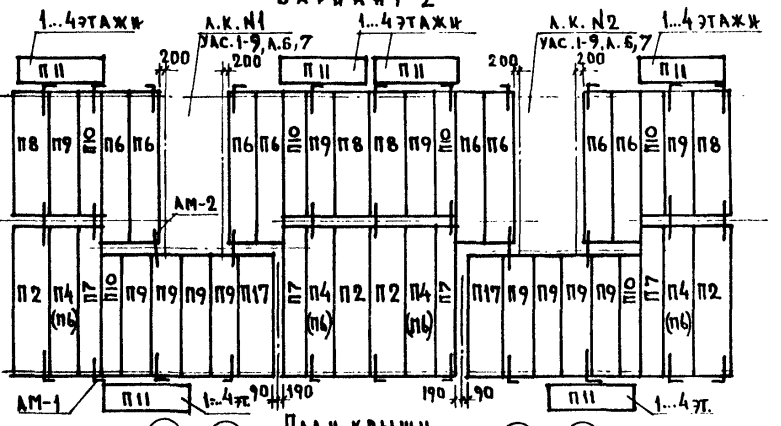 ВАРИАНТ 2
1...4 ЭТАЖИ
Л.К. N1
УЛС.1-9, Л.Б,7
1...4 ЭТАЖИ
Л.К. N2
УЛС.1-9, Л.Б,7
1...4 ЭТАЖИ
П11
200
200
П11
П11
200
200
П11
П8 П9 П10 П6 П6
П6 П6 П10 П9 П8 П8 П9 П10 П6 П6
П6 П6 П10 П9 П8
АМ-2
П2 П4 П7 П10 П9 П9 П9 П9 П17 П7 П4 П2 П2 П4 П7 П17 П9 П9 П9 П9 П10 П7 П4 П2
(П6) (П6) (П6) (П6)
90 190
190 90
АМ-1
П11
1...4 ЭТ.
П11
1...4 ЭТ.
ПЛАН КРЫШИ